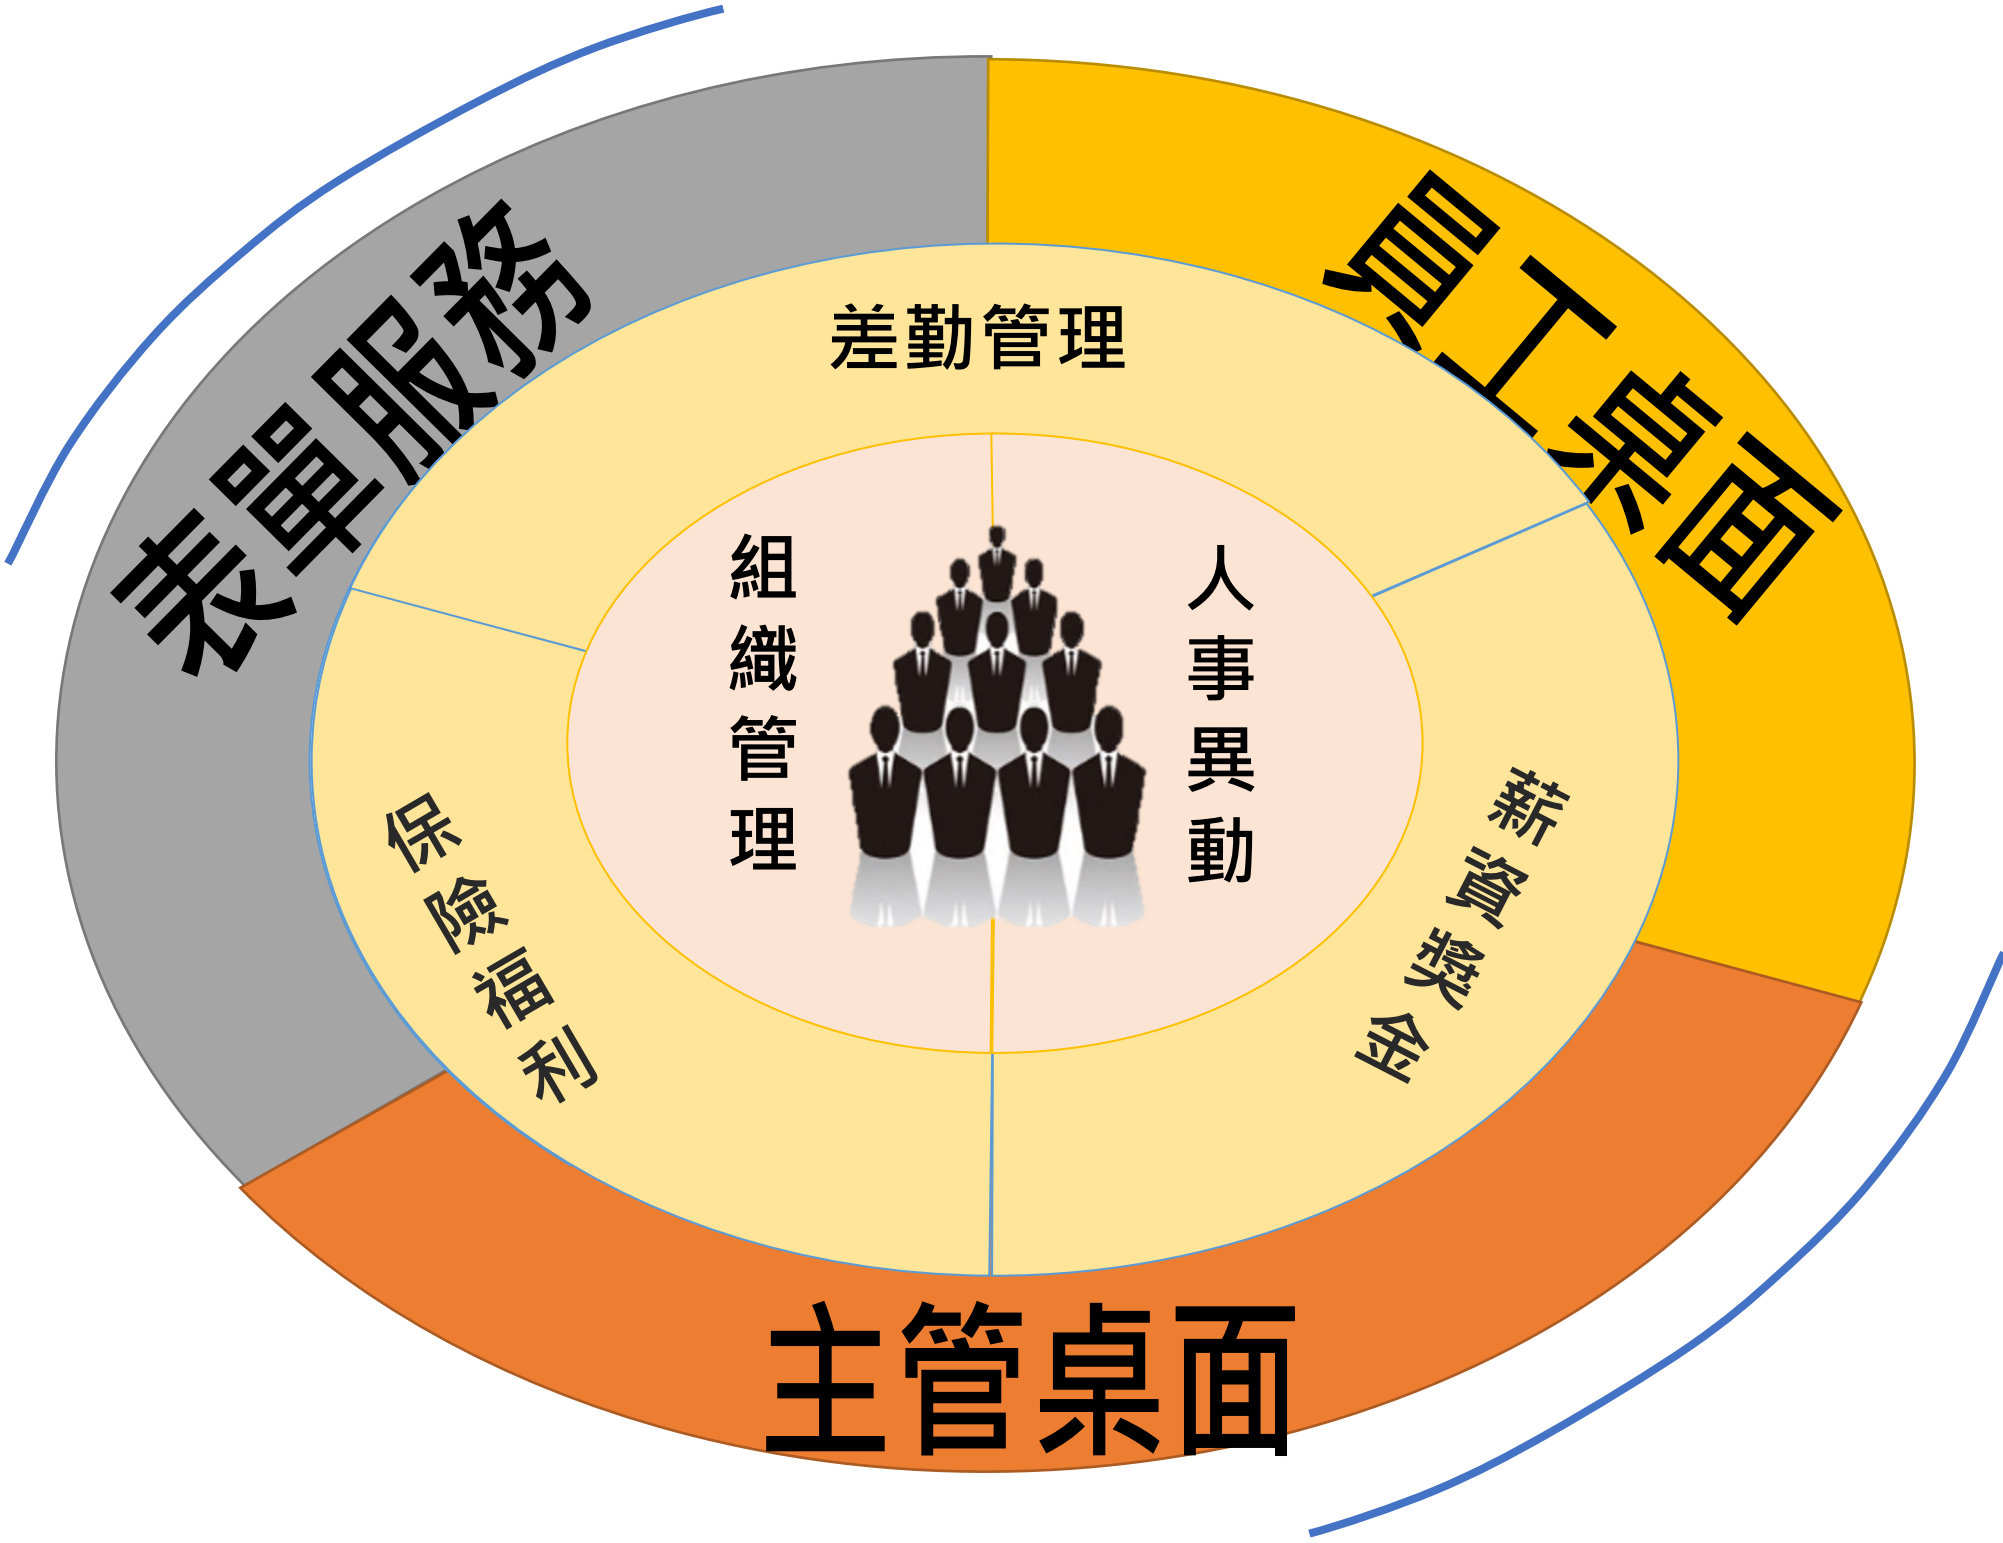 表單服務
員工桌面
差勤管理
組織管理
人事異動
保險福利
薪資獎金
主管桌面